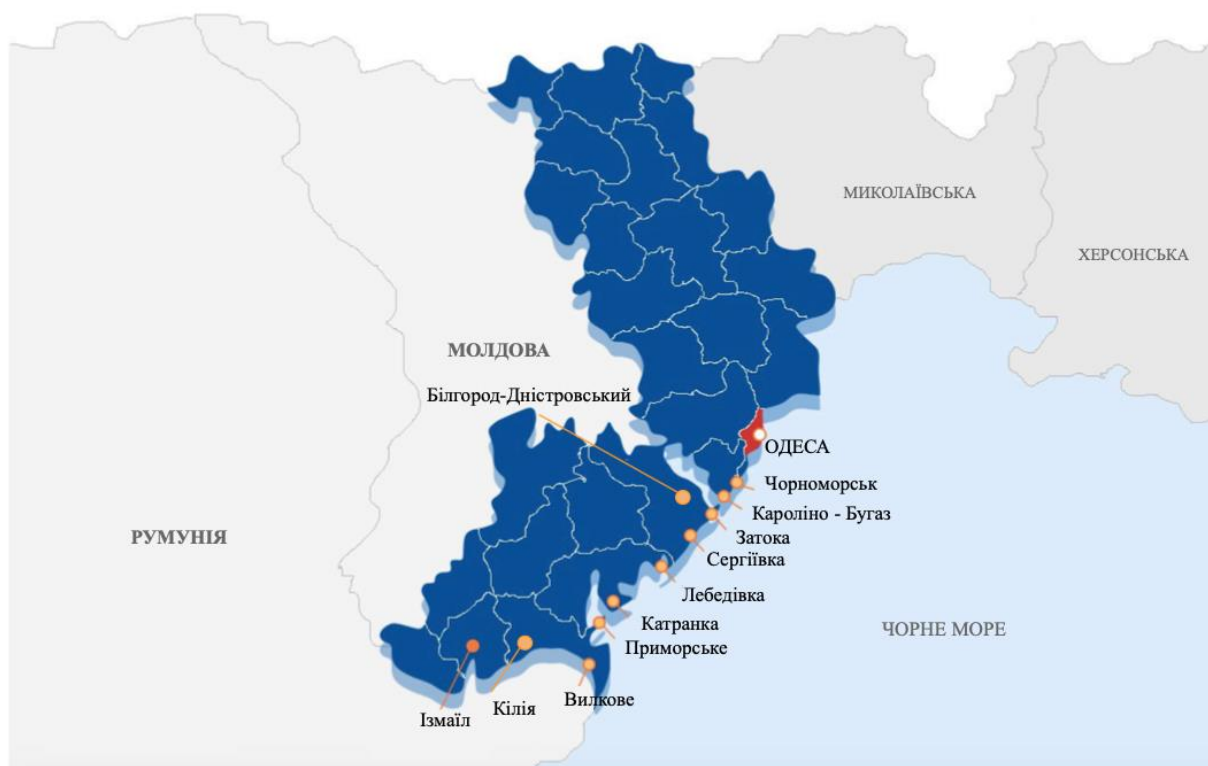 МИКОЛАЇВСЬКА
ХЕРСОНСЬКА
МОЛДОВА
Білгород-Дністровський
ОДЕСА
Чорноморськ
Кароліно - Бугаз
Затока
РУМУНІЯ
Сергіївка
Лебедівка
Катранка
ЧОРНЕ МОРЕ
Приморське
Вилкове
Кілія
Ізмаїл